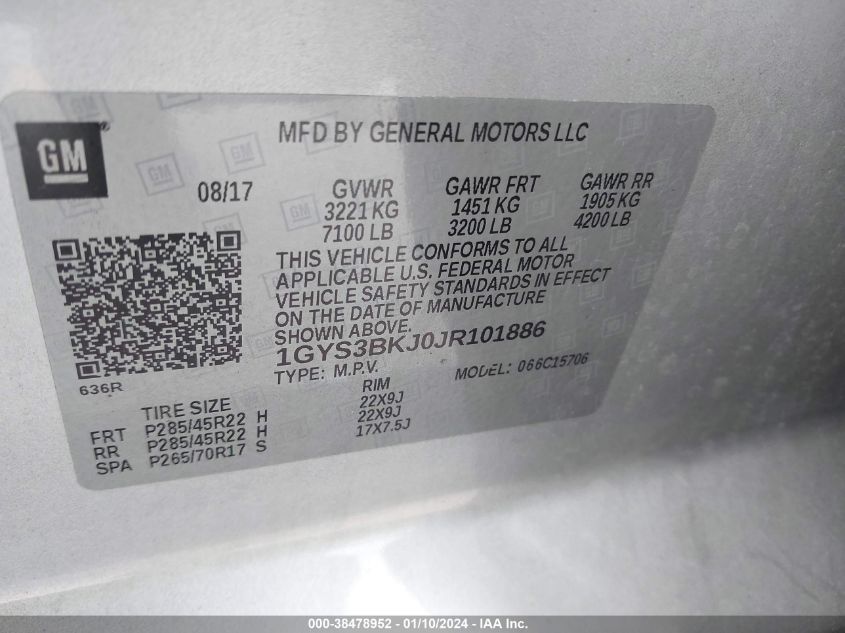 GM
MFD BY GENERAL MOTORS LLC
08/17
GVWR
3221 KG
7100 LB
GAWR FRT
1451 KG
3200 LB
GAWR RR
1905 KG
4200 LB
THIS VEHICLE CONFORMS TO ALL
APPLICABLE U.S. FEDERAL MOTOR
VEHICLE SAFETY STANDARDS IN EFFECT
ON THE DATE OF MANUFACTURE
SHOWN ABOVE.
1GYS3BKJ0JR101886
TYPE: M.P.V. MODEL: 066C15706
636R
TIRE SIZE RIM
FRT P285/45R22 H 22X9J
RR P285/45R22 H 22X9J
SPA P265/70R17 S 17X7.5J
000-38478952 - 01/10/2024 - IAA Inc.